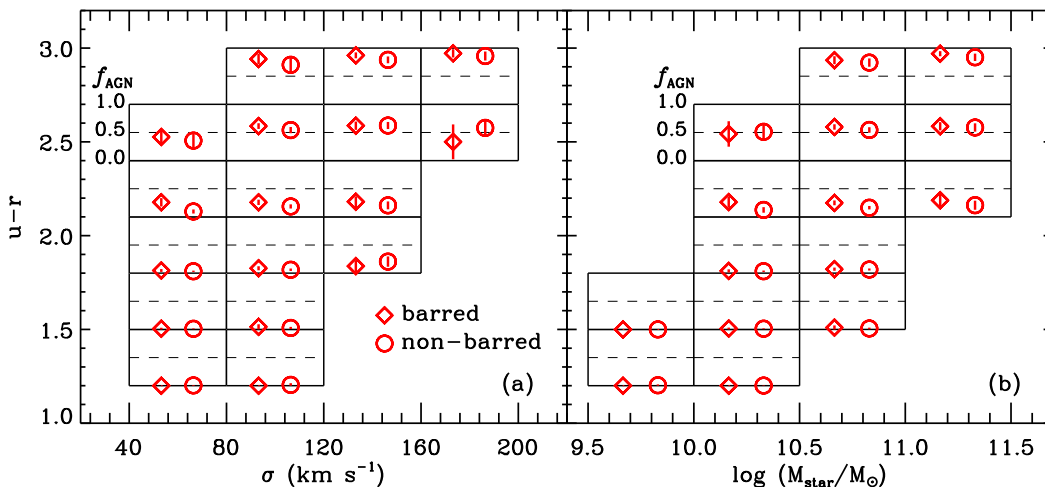 3.0
f_AGN
1.0
2.5
0.5
0.0
u−r
2.0
1.5
1.0
barred
non-barred
(a)
40 80 120 160 200
σ (km s⁻¹)
f_AGN
1.0
0.5
0.0
(b)
9.5 10.0 10.5 11.0 11.5
log (M_star/M_⊙)